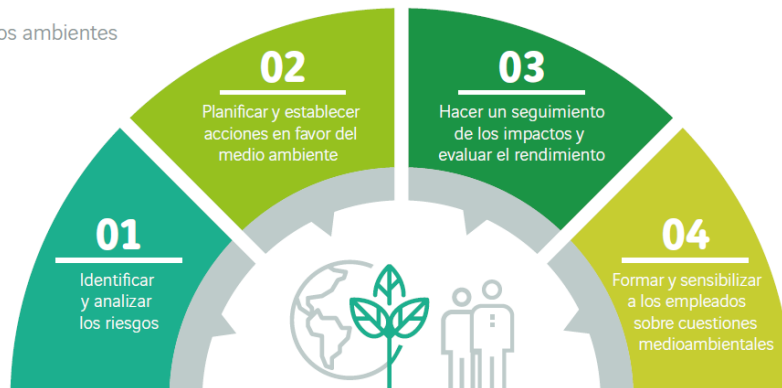 os ambientes
01
Identificar
y analizar
los riesgos
02
Planificar y establecer
acciones en favor del
medio ambiente
03
Hacer un seguimiento
de los impactos y
evaluar el rendimiento
04
Formar y sensibilizar
a los empleados
sobre cuestiones
medioambientales